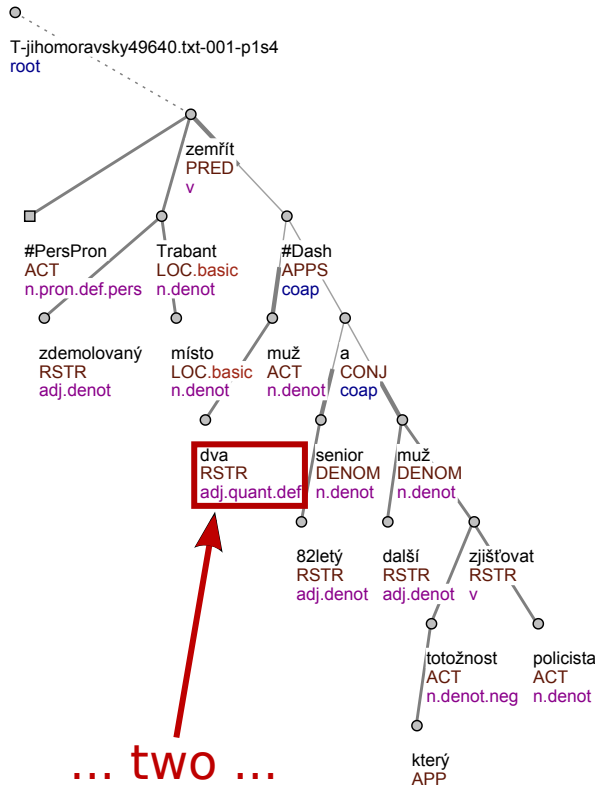 T-jihomoravsky49640.txt-001-p1s4
root
zemřít
PRED
v
#PersPron
ACT
n.pron.def.pers
Trabant
LOC.basic
n.denot
#Dash
APPS
coap
zdemolovaný
RSTR
adj.denot
místo
LOC.basic
n.denot
muž
ACT
n.denot
a
CONJ
coap
dva
RSTR
adj.quant.def
senior
DENOM
n.denot
muž
DENOM
n.denot
82letý
RSTR
adj.denot
další
RSTR
adj.denot
zjišťovat
RSTR
v
totožnost
ACT
n.denot.neg
policista
ACT
n.denot
který
APP
... two ...